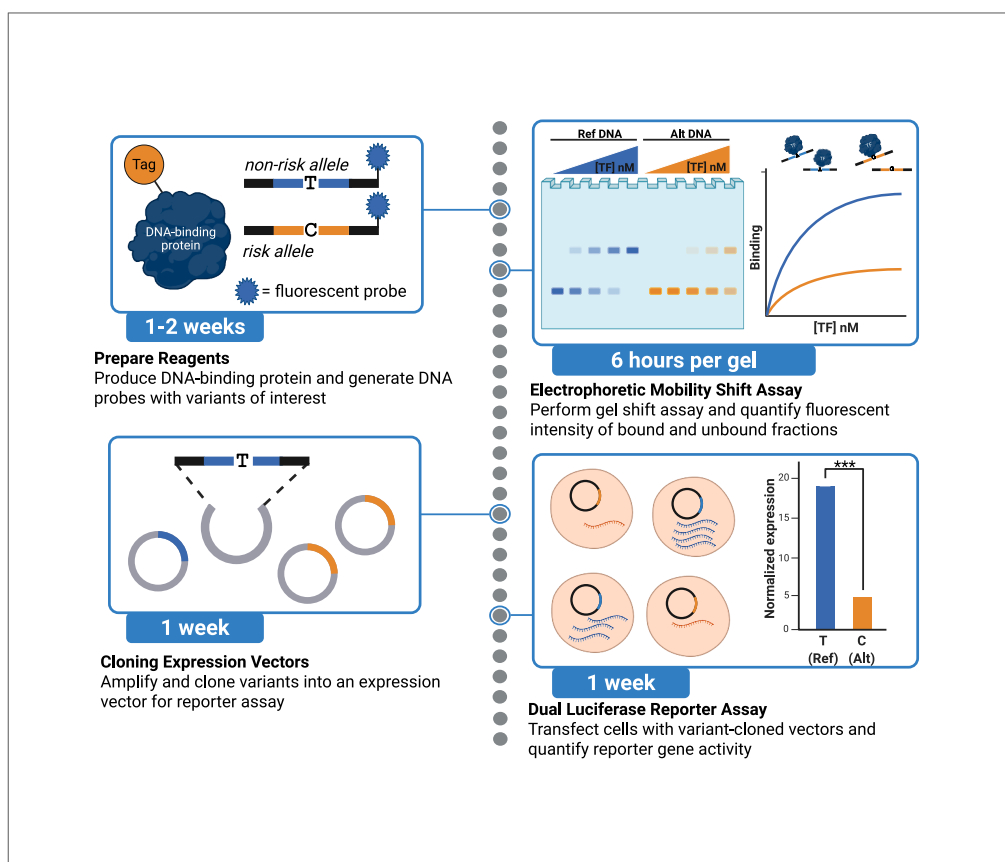 Tag
DNA-binding
protein
non-risk allele
T
C
risk allele
= fluorescent probe
1-2 weeks
Prepare Reagents
Produce DNA-binding protein and generate DNA
probes with variants of interest
Ref DNA
Alt DNA
[TF] nM
[TF] nM
TF
TF
TF
Binding
[TF] nM
6 hours per gel
Electrophoretic Mobility Shift Assay
Perform gel shift assay and quantify fluorescent
intensity of bound and unbound fractions
T
1 week
Cloning Expression Vectors
Amplify and clone variants into an expression
vector for reporter assay
Normalized expression
20
15
10
5
0
***
T
(Ref)
C
(Alt)
1 week
Dual Luciferase Reporter Assay
Transfect cells with variant-cloned vectors and
quantify reporter gene activity